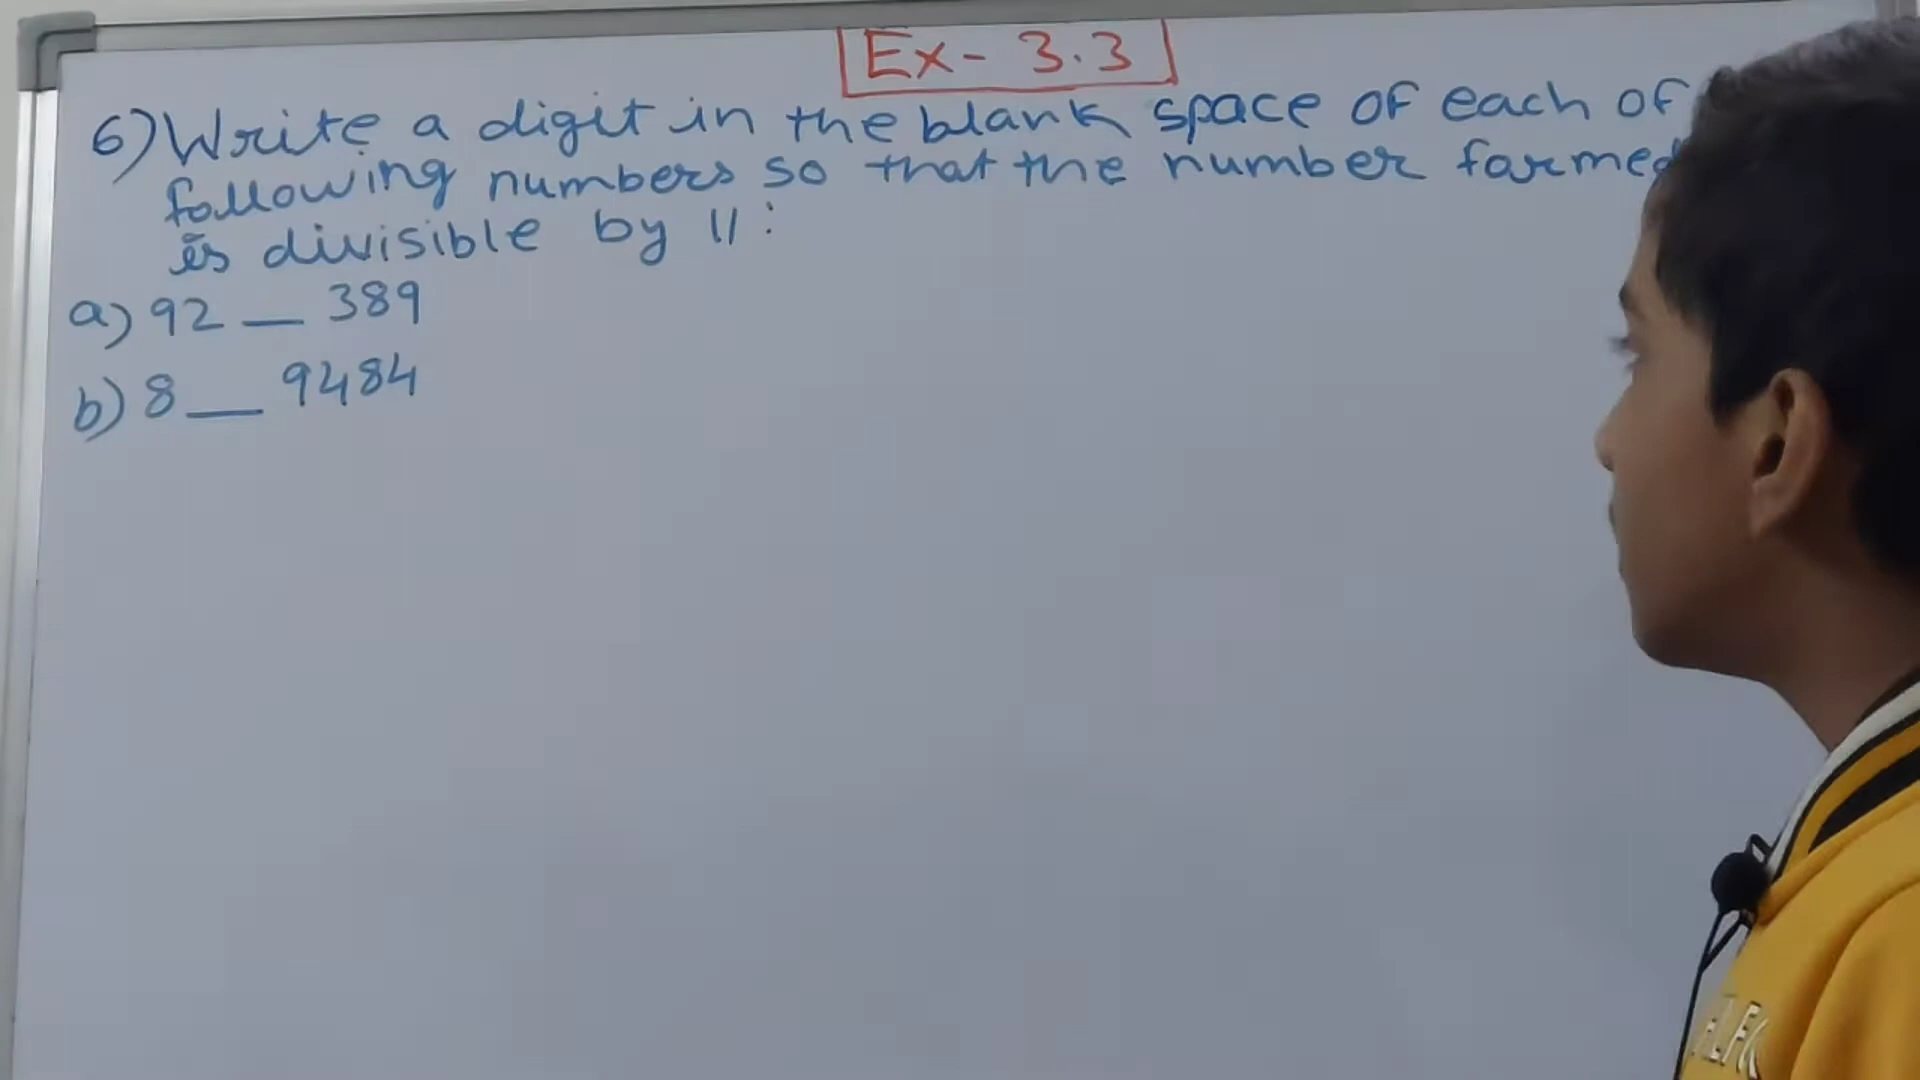 Ex- 3.3
6) Write a digit in the blank space of each of
following numbers so that the number farmed
is divisible by 11 :
a) 92 __ 389
b) 8 __ 9484